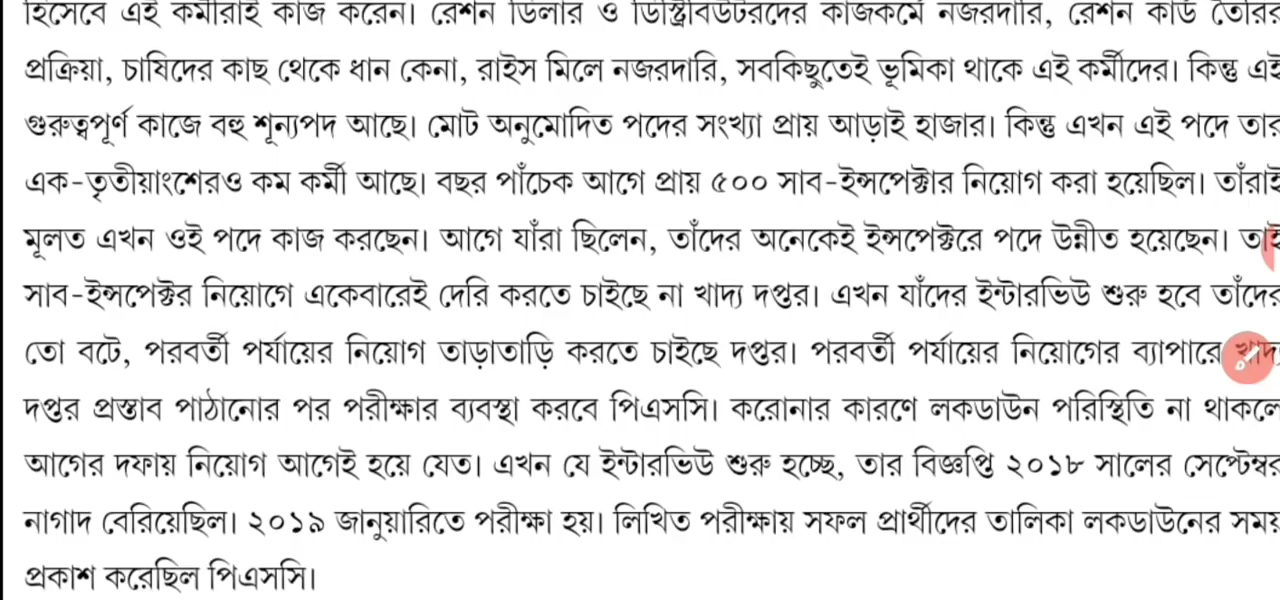 হিসেবে এই কর্মীরাই কাজ করেন। রেশন ডিলার ও ডিস্ট্রিবিউটরদের কাজকর্মে নজরদারি, রেশন কার্ড তৈরির
প্রক্রিয়া, চাষিদের কাছ থেকে ধান কেনা, রাইস মিলে নজরদারি, সবকিছুতেই ভূমিকা থাকে এই কর্মীদের। কিন্তু এই
গুরুত্বপূর্ণ কাজে বহু শূন্যপদ আছে। মোট অনুমোদিত পদের সংখ্যা প্রায় আড়াই হাজার। কিন্তু এখন এই পদে তার
এক-তৃতীয়াংশেরও কম কর্মী আছে। বছর পাঁচেক আগে প্রায় ৫০০ সাব-ইন্সপেক্টার নিয়োগ করা হয়েছিল। তাঁরাই
মূলত এখন ওই পদে কাজ করছেন। আগে যাঁরা ছিলেন, তাঁদের অনেকেই ইন্সপেক্টরে পদে উন্নীত হয়েছেন। তাই
সাব-ইন্সপেক্টর নিয়োগে একেবারেই দেরি করতে চাইছে না খাদ্য দপ্তর। এখন যাঁদের ইন্টারভিউ শুরু হবে তাঁদের
তো বটে, পরবর্তী পর্যায়ের নিয়োগ তাড়াতাড়ি করতে চাইছে দপ্তর। পরবর্তী পর্যায়ের নিয়োগের ব্যাপারে খাদ্য
দপ্তর প্রস্তাব পাঠানোর পর পরীক্ষার ব্যবস্থা করবে পিএসসি। করোনার কারণে লকডাউন পরিস্থিতি না থাকলে
আগের দফায় নিয়োগ আগেই হয়ে যেত। এখন যে ইন্টারভিউ শুরু হচ্ছে, তার বিজ্ঞপ্তি ২০১৮ সালের সেপ্টেম্বর
নাগাদ বেরিয়েছিল। ২০১৯ জানুয়ারিতে পরীক্ষা হয়। লিখিত পরীক্ষায় সফল প্রার্থীদের তালিকা লকডাউনের সময়
প্রকাশ করেছিল পিএসসি।